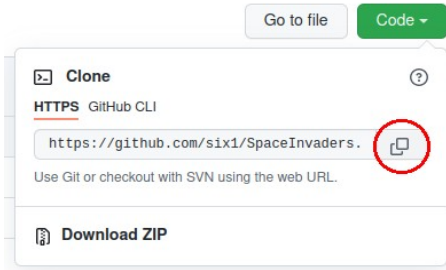 Go to file
Code
Clone
HTTPS GitHub CLI
https://github.com/six1/SpaceInvaders.
Use Git or checkout with SVN using the web URL.
Download ZIP